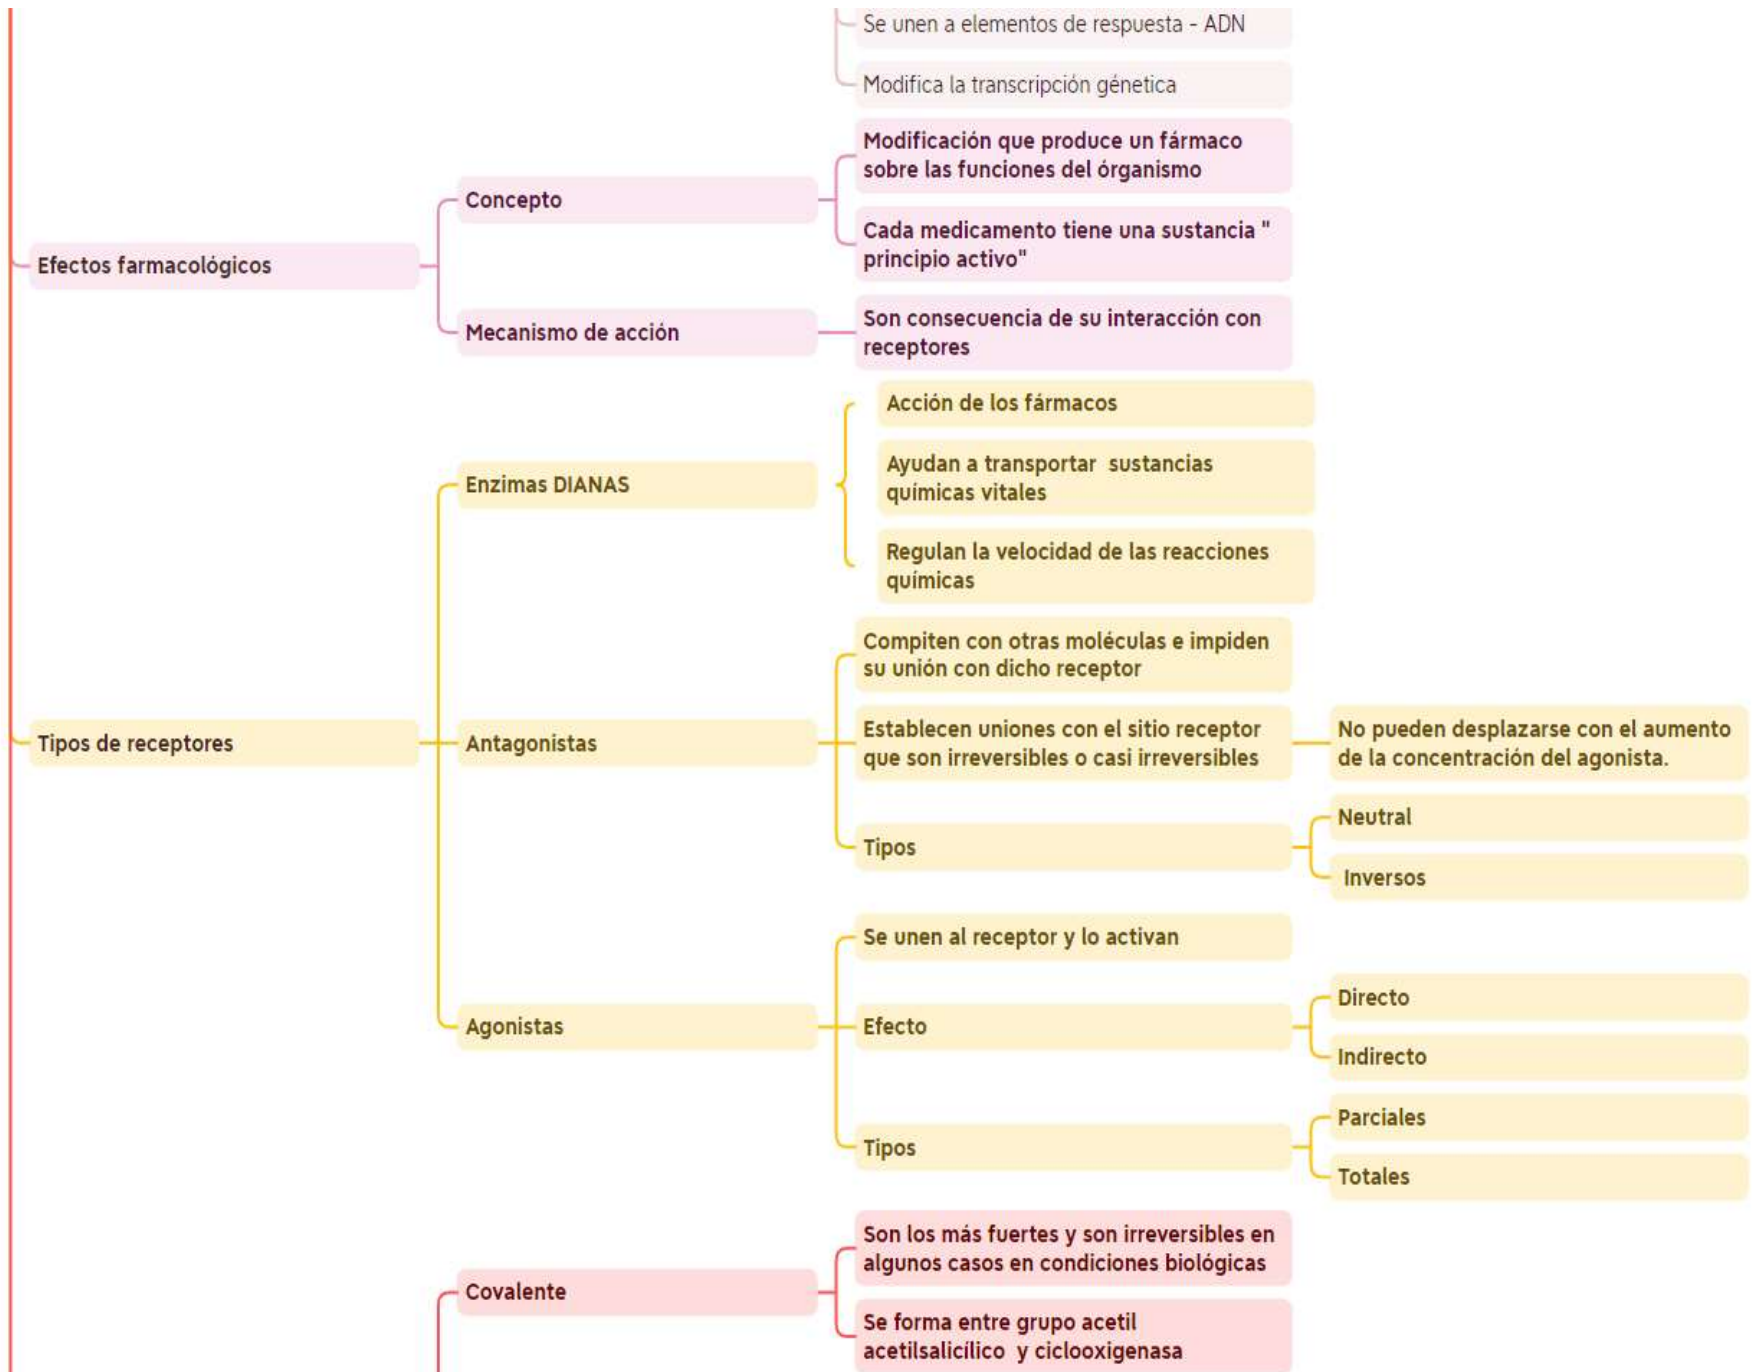 Se unen a elementos de respuesta - ADN
Modifica la transcripción génetica
Efectos farmacológicos
Concepto
Modificación que produce un fármaco
sobre las funciones del órganismo
Cada medicamento tiene una sustancia "
principio activo"
Mecanismo de acción
Son consecuencia de su interacción con
receptores
Tipos de receptores
Enzimas DIANAS
Acción de los fármacos
Ayudan a transportar sustancias
químicas vitales
Regulan la velocidad de las reacciones
químicas
Antagonistas
Compiten con otras moléculas e impiden
su unión con dicho receptor
Establecen uniones con el sitio receptor
que son irreversibles o casi irreversibles
No pueden desplazarse con el aumento
de la concentración del agonista.
Tipos
Neutral
Inversos
Agonistas
Se unen al receptor y lo activan
Efecto
Directo
Indirecto
Tipos
Parciales
Totales
Covalente
Son los más fuertes y son irreversibles en
algunos casos en condiciones biológicas
Se forma entre grupo acetil
acetilsalicílico y ciclooxigenasa